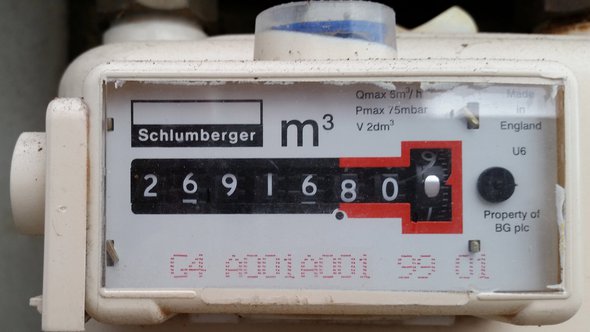 Schlumberger
m³
Qmax 6m³/h
Pmax 75mbar
V 2dm³
Made
in
England
U6
2 6 9 1 6 8 0
Property of
BG plc
G4 A001A001 99 01